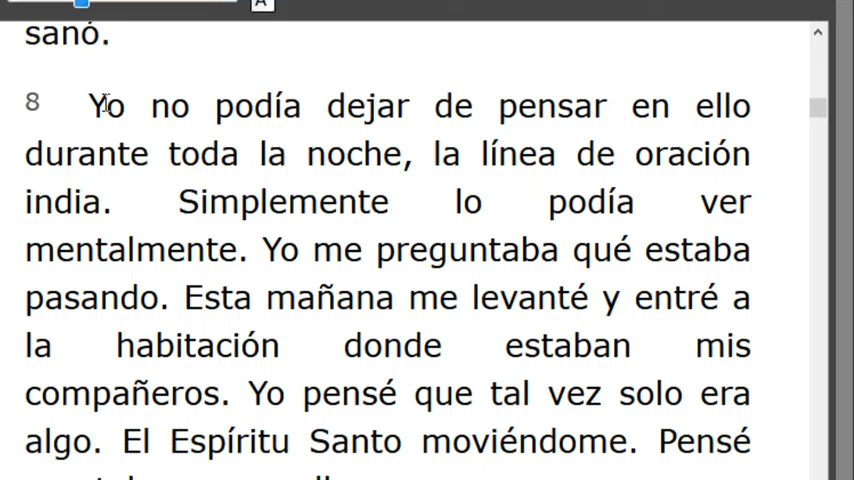 A
sanó.
8 Yo no podía dejar de pensar en ello
durante toda la noche, la línea de oración
india. Simplemente lo podía ver
mentalmente. Yo me preguntaba qué estaba
pasando. Esta mañana me levanté y entré a
la habitación donde estaban mis
compañeros. Yo pensé que tal vez solo era
algo. El Espíritu Santo moviéndome. Pensé